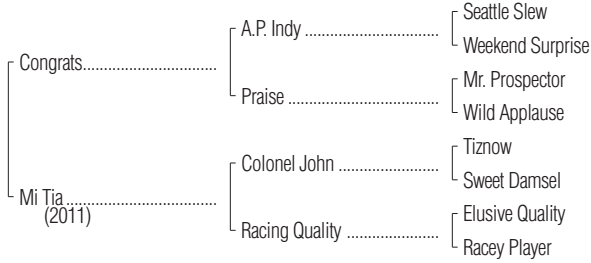 Seattle Slew
A.P. Indy
Weekend Surprise
Congrats
Mr. Prospector
Praise
Wild Applause
Tiznow
Colonel John
Sweet Damsel
Mi Tia
(2011)
Elusive Quality
Racing Quality
Racey Player